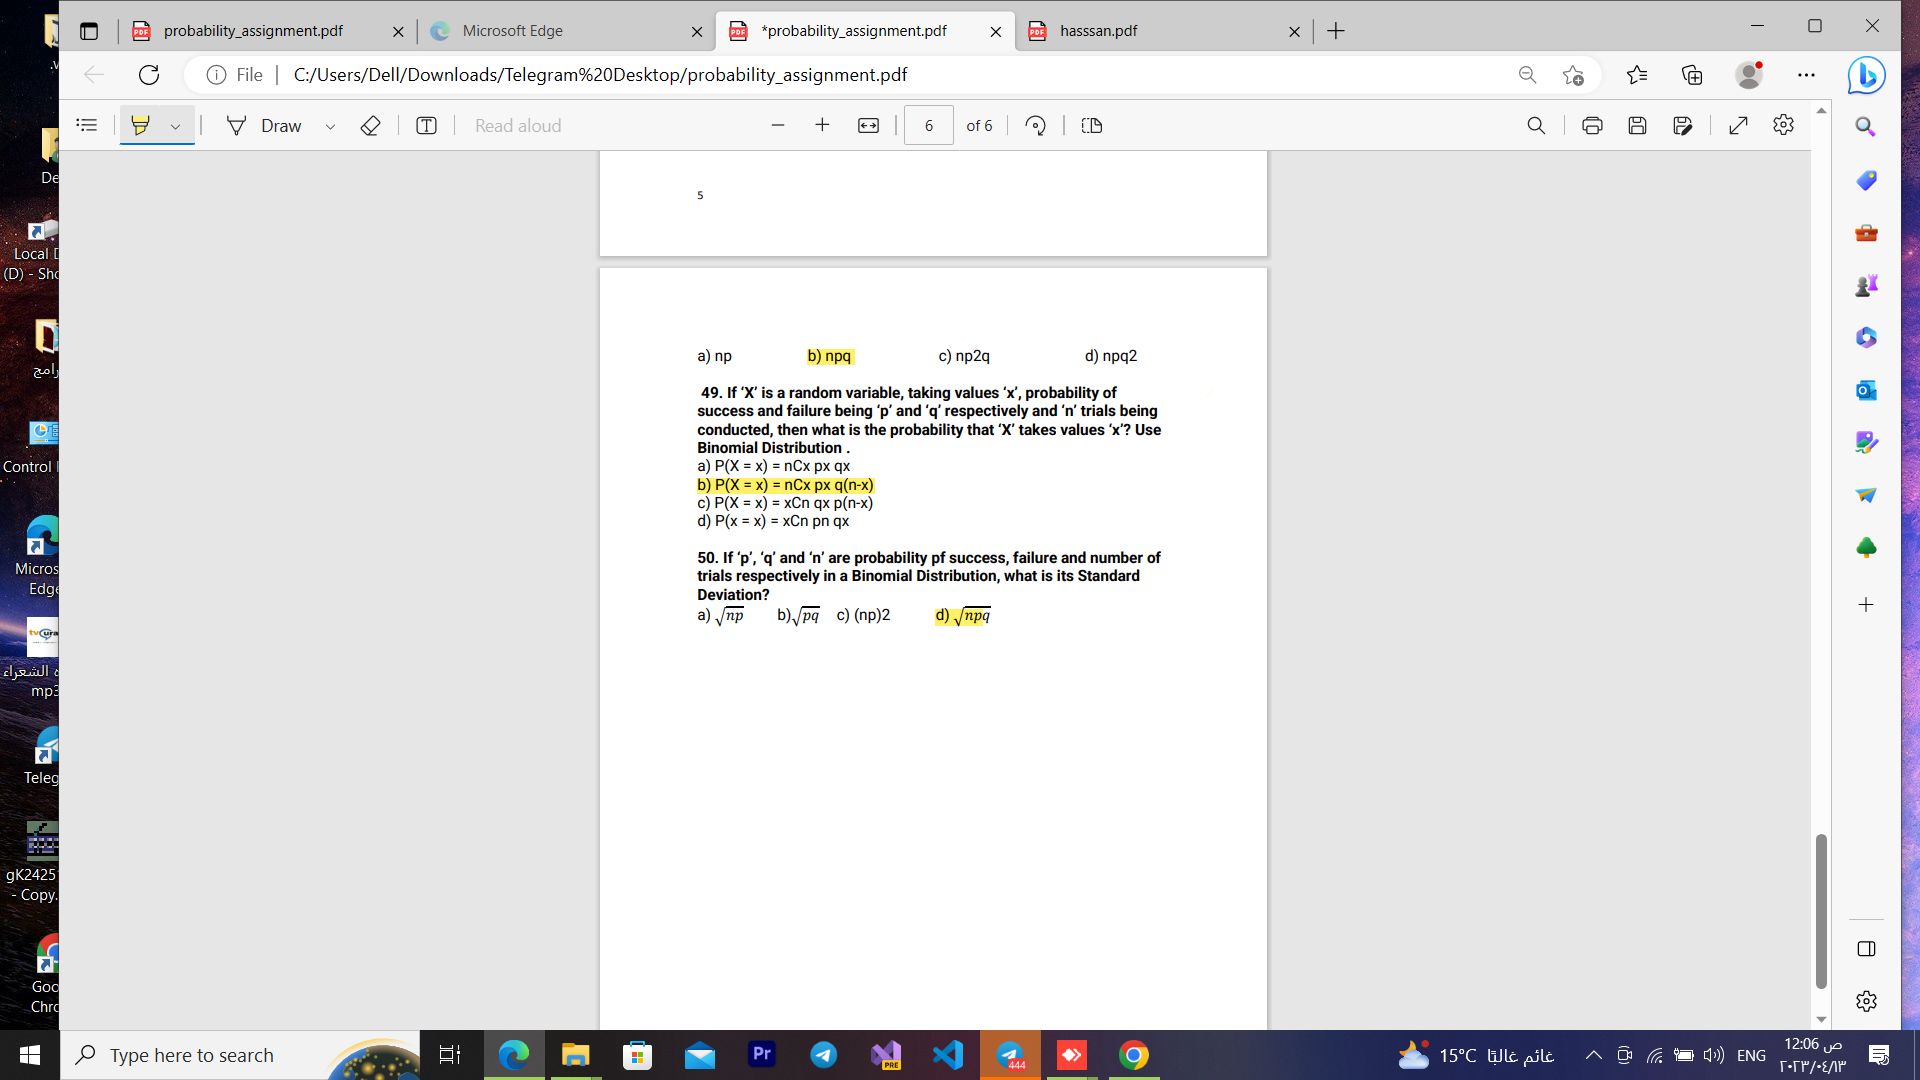 probability_assignment.pdf
Microsoft Edge
*probability_assignment.pdf
hasssan.pdf
File
C:/Users/Dell/Downloads/Telegram%20Desktop/probability_assignment.pdf
Draw
Read aloud
6
of 6
5
a) np b) npq c) np2q d) npq2
49. If ‘X’ is a random variable, taking values ‘x’, probability of
success and failure being ‘p’ and ‘q’ respectively and ‘n’ trials being
conducted, then what is the probability that ‘X’ takes values ‘x’? Use
Binomial Distribution .
a) P(X = x) = nCx px qx
b) P(X = x) = nCx px q(n-x)
c) P(X = x) = xCn qx p(n-x)
d) P(x = x) = xCn pn qx
50. If ‘p’, ‘q’ and ‘n’ are probability pf success, failure and number of
trials respectively in a Binomial Distribution, what is its Standard
Deviation?
a) √np b)√pq c) (np)2 d) √npq
De
Local D
(D) - Sho
رامج
Control
Micros
Edge
tv
ه الشعراء
mp3
Teleg
gK2425
- Copy.
Goo
Chro
Type here to search
Pr
PRE
444
15°C غائم غالبًا
ENG
12:06 ص
٢٠٢٣/٠٤/١٣